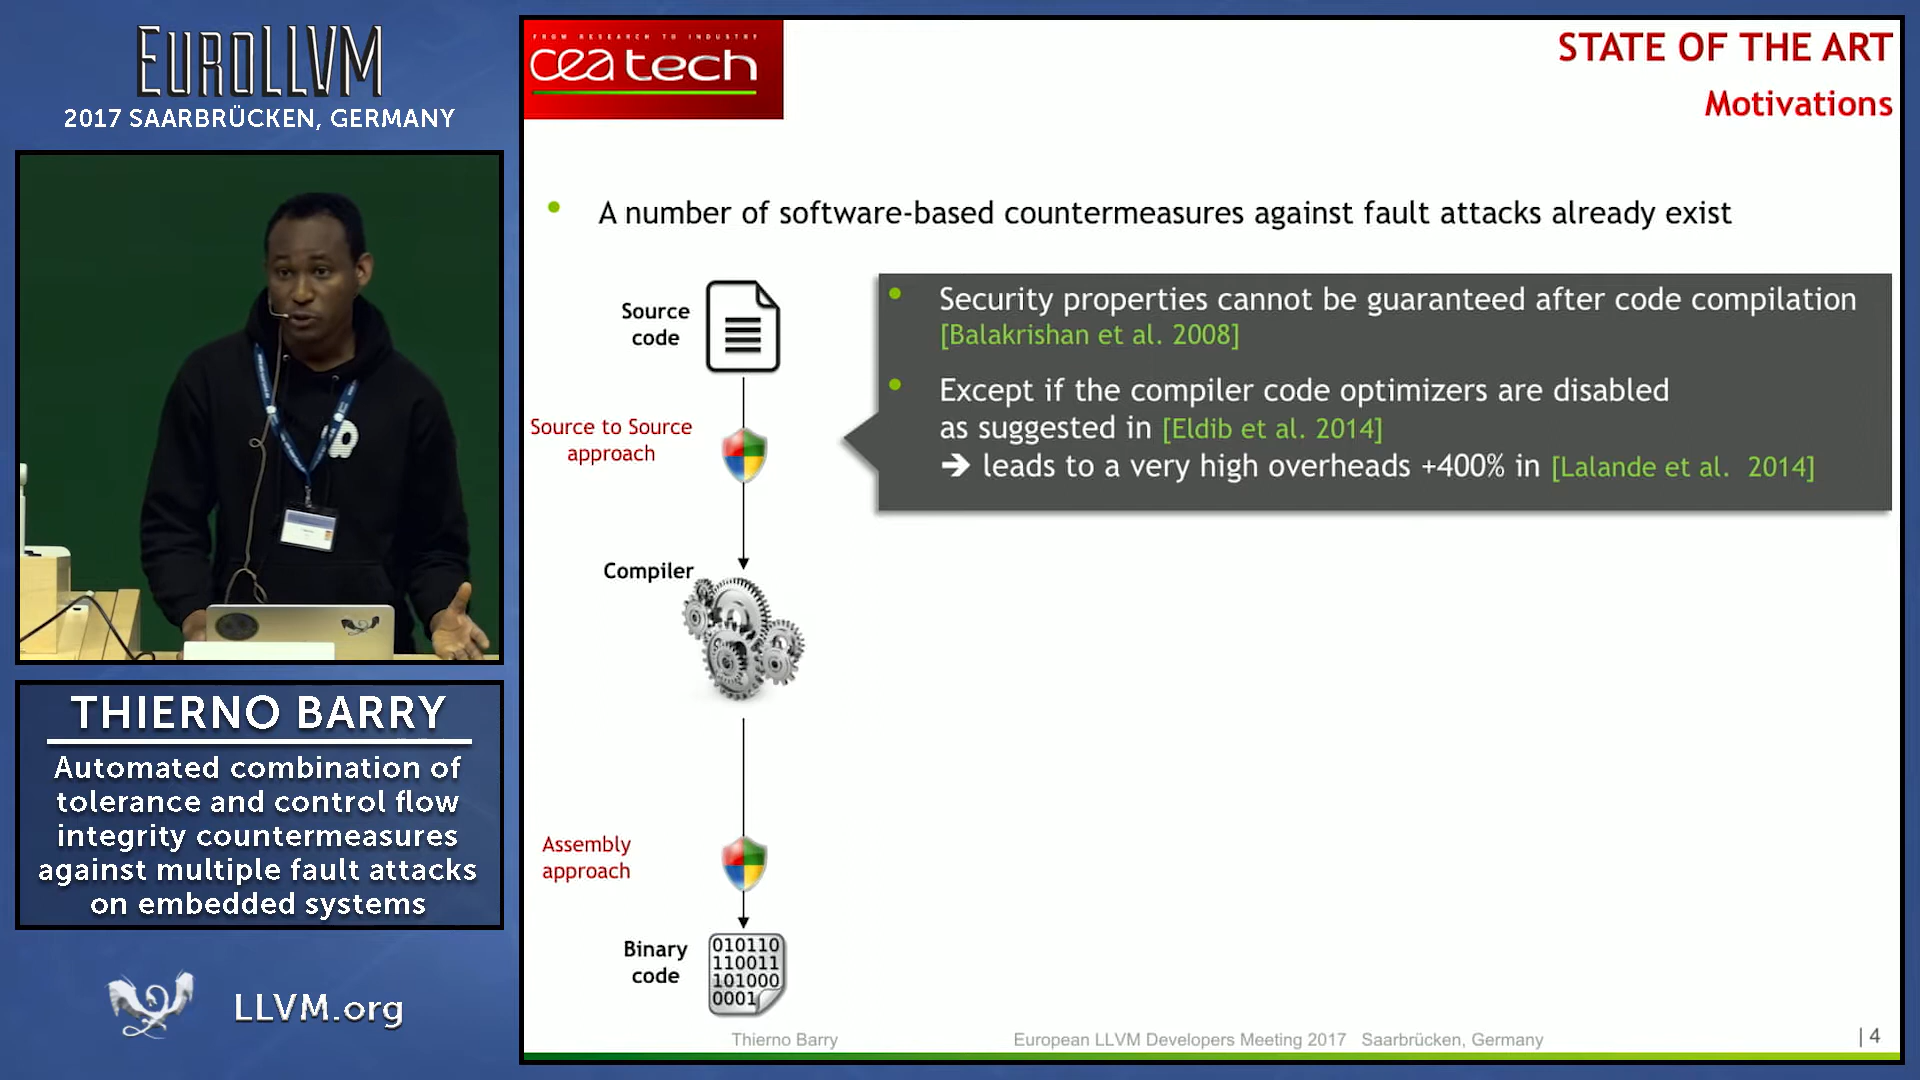 EUROLLVM
2017 SAARBRÜCKEN, GERMANY
THIERNO BARRY
Automated combination of
tolerance and control flow
integrity countermeasures
against multiple fault attacks
on embedded systems
LLVM.org
FROM RESEARCH TO INDUSTRY
cea tech
STATE OF THE ART
Motivations
• A number of software-based countermeasures against fault attacks already exist
Source
code
• Security properties cannot be guaranteed after code compilation
[Balakrishan et al. 2008]
• Except if the compiler code optimizers are disabled
as suggested in [Eldib et al. 2014]
➔ leads to a very high overheads +400% in [Lalande et al. 2014]
Source to Source
approach
Compiler
Assembly
approach
Binary
code
010110
110011
101000
0001
Thierno Barry
European LLVM Developers Meeting 2017 Saarbrücken, Germany
| 4